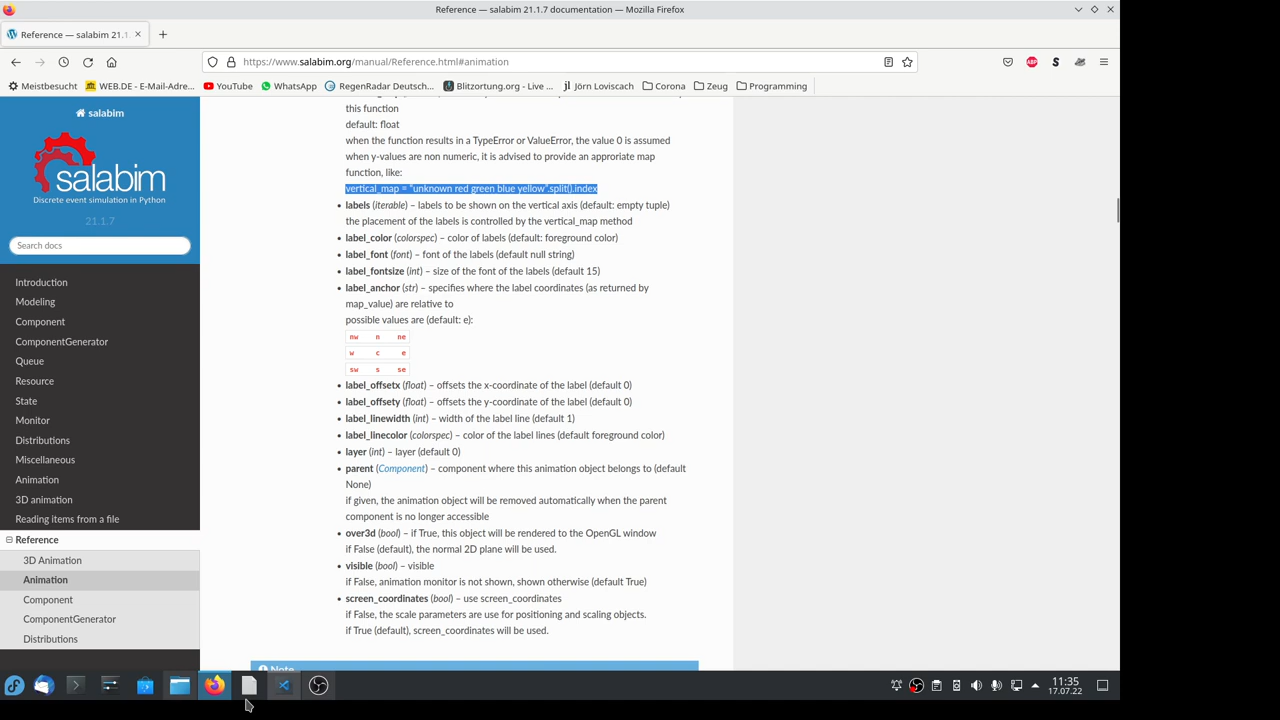 Reference — salabim 21.1.7 documentation — Mozilla Firefox
Reference — salabim 21.1.
https://www.salabim.org/manual/Reference.html#animation
Meistbesucht
WEB.DE - E-Mail-Adre...
YouTube
WhatsApp
RegenRadar Deutsch...
Blitzortung.org - Live ...
Jörn Loviscach
Corona
Zeug
Programming
salabim
salabim
Discrete event simulation in Python
21.1.7
Search docs
Introduction
Modeling
Component
ComponentGenerator
Queue
Resource
State
Monitor
Distributions
Miscellaneous
Animation
3D animation
Reading items from a file
Reference
3D Animation
Animation
Component
ComponentGenerator
Distributions
this function
default: float
when the function results in a TypeError or ValueError, the value 0 is assumed
when y-values are non numeric, it is advised to provide an approriate map
function, like:
vertical_map = "unknown red green blue yellow".split().index
• labels (iterable) – labels to be shown on the vertical axis (default: empty tuple)
the placement of the labels is controlled by the vertical_map method
• label_color (colorspec) – color of labels (default: foreground color)
• label_font (font) – font of the labels (default null string)
• label_fontsize (int) – size of the font of the labels (default 15)
• label_anchor (str) – specifies where the label coordinates (as returned by
map_value) are relative to
possible values are (default: e):
nw n ne
w c e
sw s se
• label_offsetx (float) – offsets the x-coordinate of the label (default 0)
• label_offsety (float) – offsets the y-coordinate of the label (default 0)
• label_linewidth (int) – width of the label line (default 1)
• label_linecolor (colorspec) – color of the label lines (default foreground color)
• layer (int) – layer (default 0)
• parent (Component) – component where this animation object belongs to (default
None)
if given, the animation object will be removed automatically when the parent
component is no longer accessible
• over3d (bool) – if True, this object will be rendered to the OpenGL window
if False (default), the normal 2D plane will be used.
• visible (bool) – visible
if False, animation monitor is not shown, shown otherwise (default True)
• screen_coordinates (bool) – use screen_coordinates
if False, the scale parameters are use for positioning and scaling objects.
if True (default), screen_coordinates will be used.
Note
11:35
17.07.22